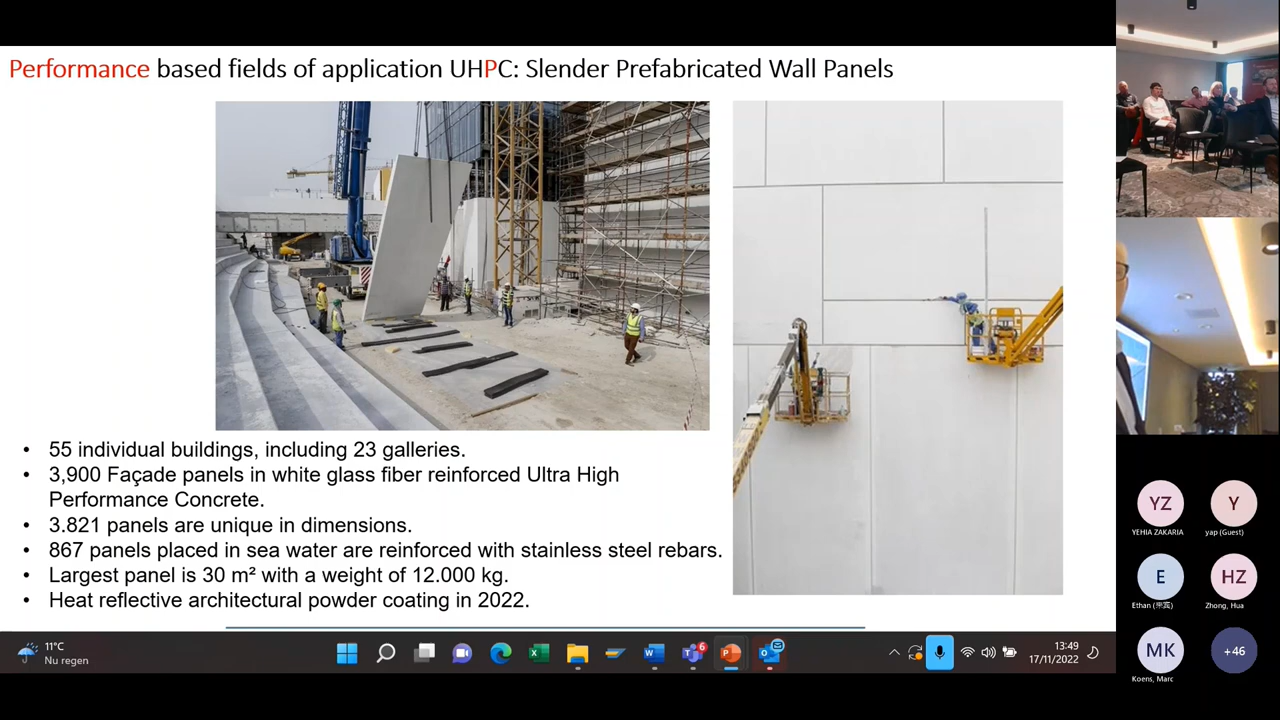 Performance based fields of application UHPC: Slender Prefabricated Wall Panels
• 55 individual buildings, including 23 galleries.
• 3,900 Façade panels in white glass fiber reinforced Ultra High
Performance Concrete.
• 3.821 panels are unique in dimensions.
• 867 panels placed in sea water are reinforced with stainless steel rebars.
• Largest panel is 30 m² with a weight of 12.000 kg.
• Heat reflective architectural powder coating in 2022.
11°C
Nu regen
6
13:49
17/11/2022
YZ
YEHIA ZAKARIA
Y
yap (Guest)
E
HZ
Zhong, Hua
MK
Koens, Marc
+46